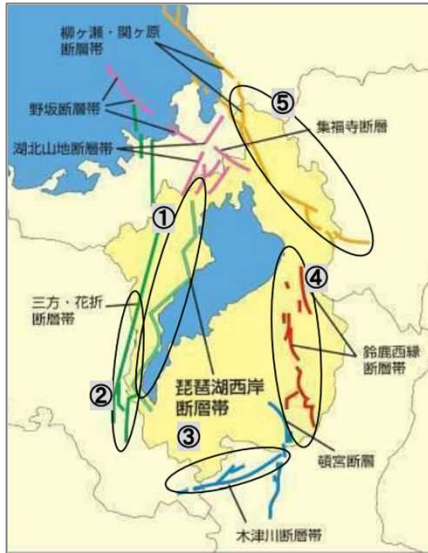 柳ヶ瀬・関ヶ原
断層帯
野坂断層帯
湖北山地断層帯
⑤
集福寺断層
①
三方・花折
断層帯
④
鈴鹿西縁
断層帯
②
琵琶湖西岸
断層帯
③
頓宮断層
木津川断層帯